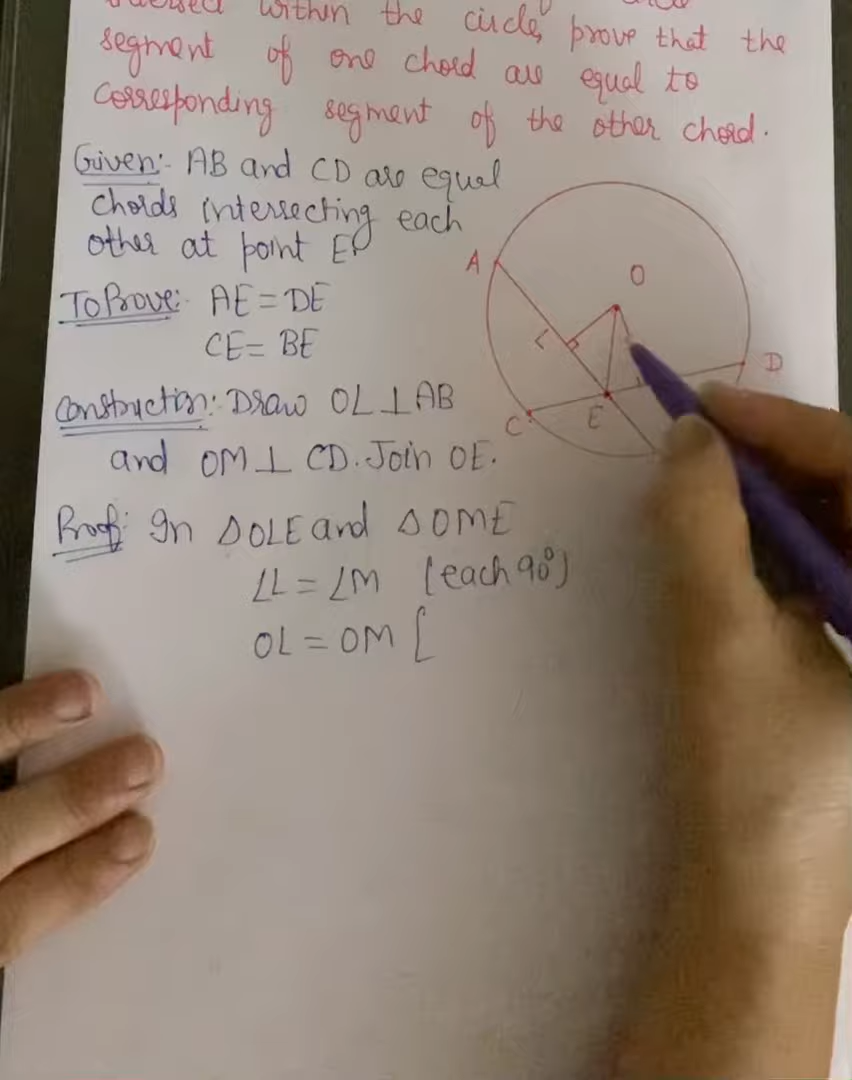 within the circle, prove that the
segment of one chord are equal to
Corresponding segment of the other chord.
Given:- AB and CD are equal
chords intersecting each
other at point E.
To Prove:- AE = DE
CE = BE
Construction: Draw OL ⊥ AB
and OM ⊥ CD. Join OE.
Proof: In △OLE and △OME
∠L = ∠M (each 90°)
OL = OM [
A
O
L
D
C
E